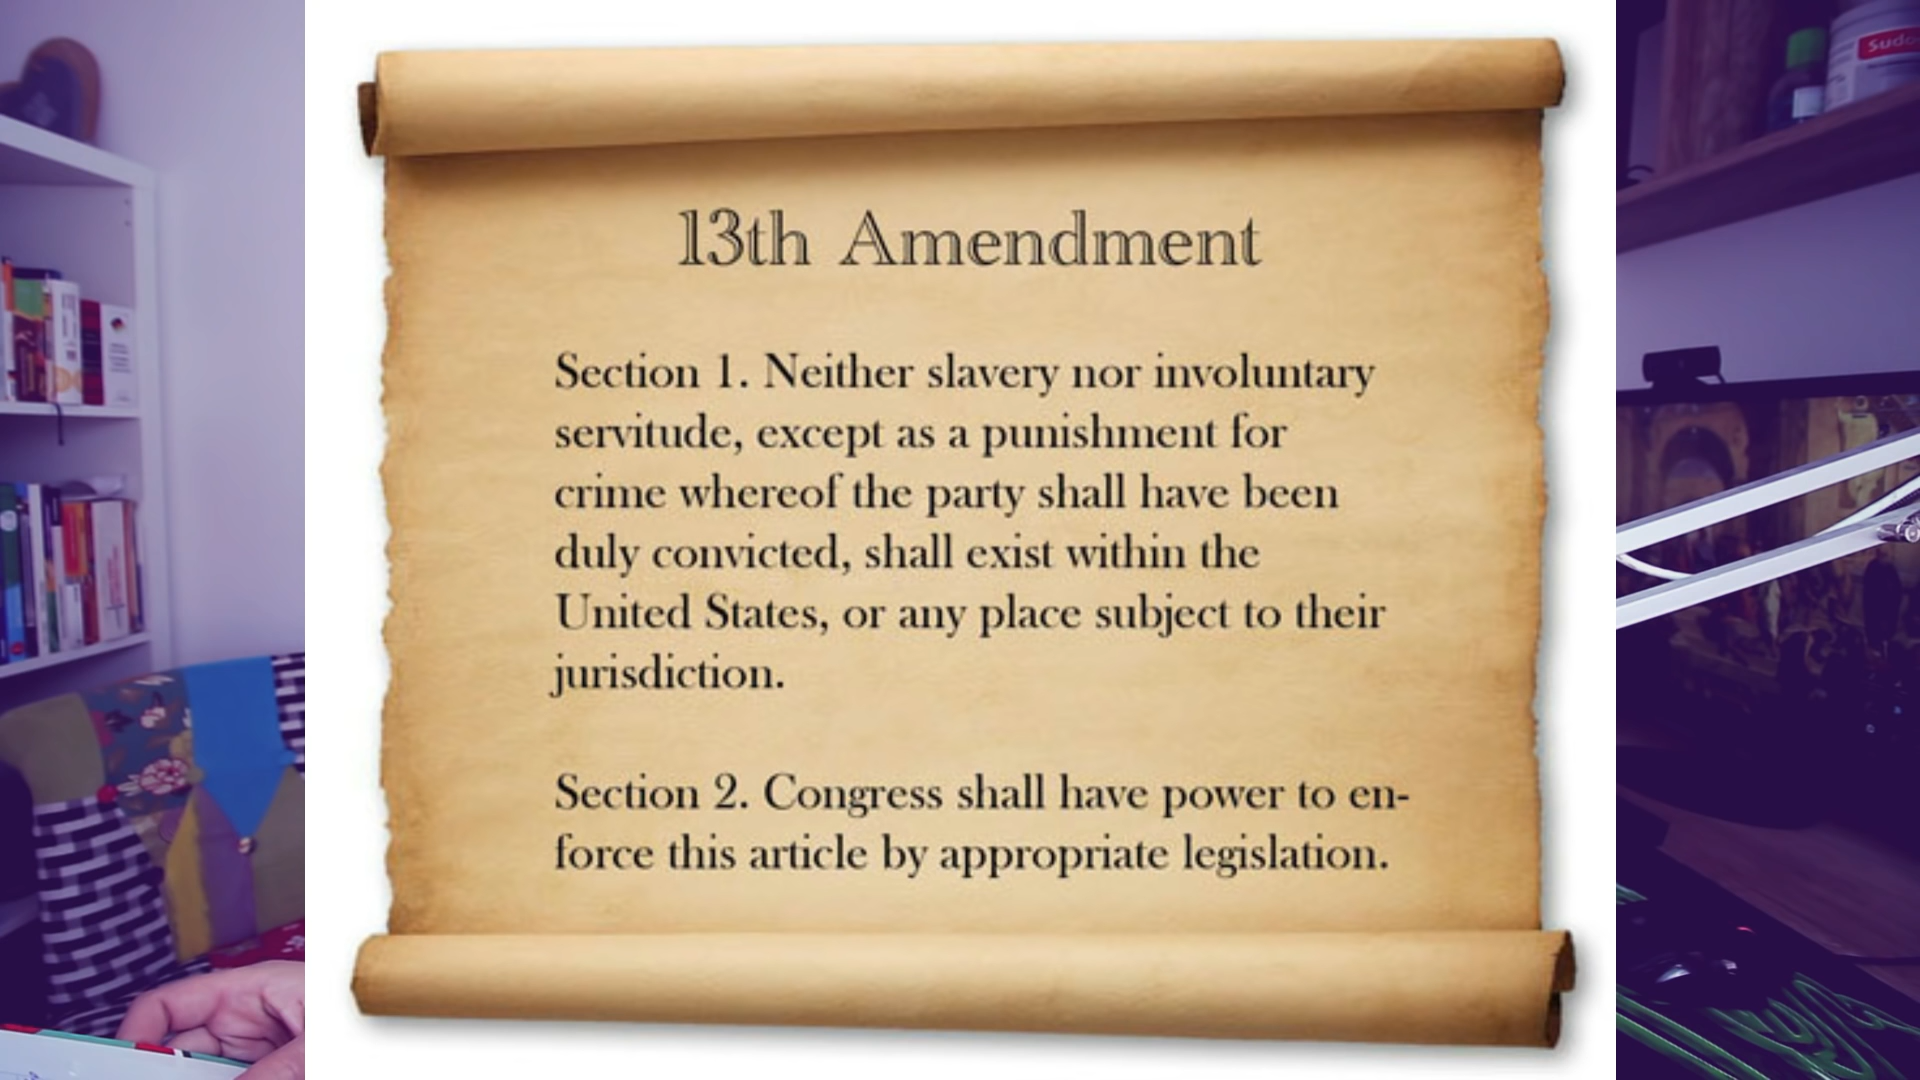 13th Amendment
Section 1. Neither slavery nor involuntary
servitude, except as a punishment for
crime whereof the party shall have been
duly convicted, shall exist within the
United States, or any place subject to their
jurisdiction.
Section 2. Congress shall have power to en-
force this article by appropriate legislation.